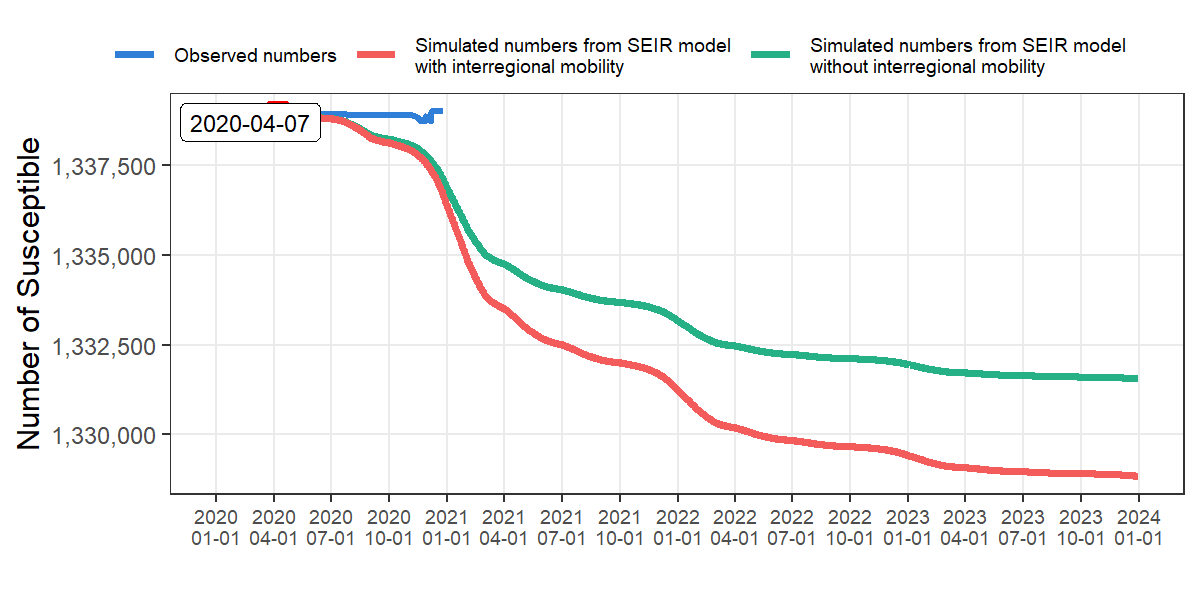 Observed numbers
Simulated numbers from SEIR model
with interregional mobility
Simulated numbers from SEIR model
without interregional mobility
2020-04-07
Number of Susceptible
1,337,500
1,335,000
1,332,500
1,330,000
2020 2020 2020 2020 2021 2021 2021 2021 2022 2022 2022 2022 2023 2023 2023 2023 2024
01-01 04-01 07-01 10-01 01-01 04-01 07-01 10-01 01-01 04-01 07-01 10-01 01-01 04-01 07-01 10-01 01-01